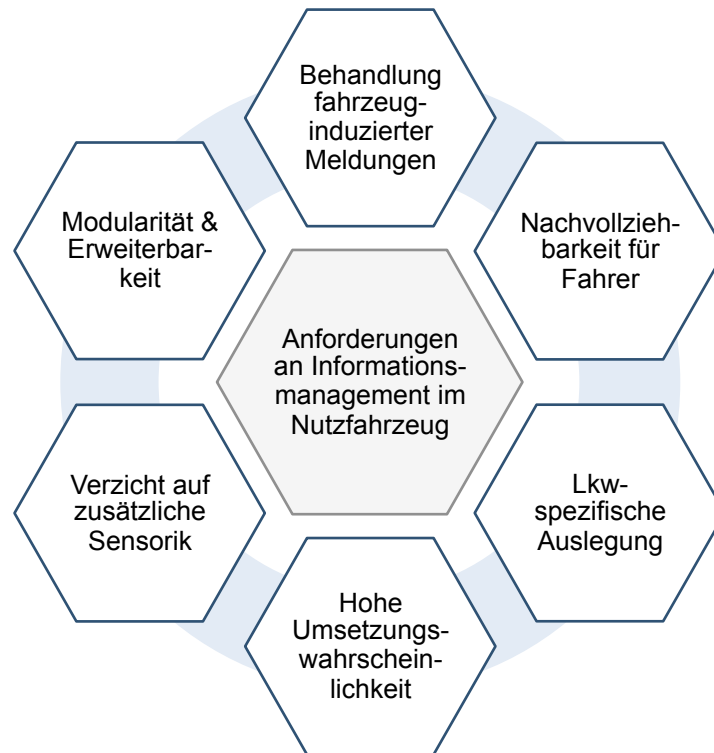 Behandlung
fahrzeug-
induzierter
Meldungen
Modularität &
Erweiterbar-
keit
Nachvollzieh-
barkeit für
Fahrer
Anforderungen
an Informations-
management im
Nutzfahrzeug
Verzicht auf
zusätzliche
Sensorik
Lkw-
spezifische
Auslegung
Hohe
Umsetzungs-
wahrschein-
lichkeit